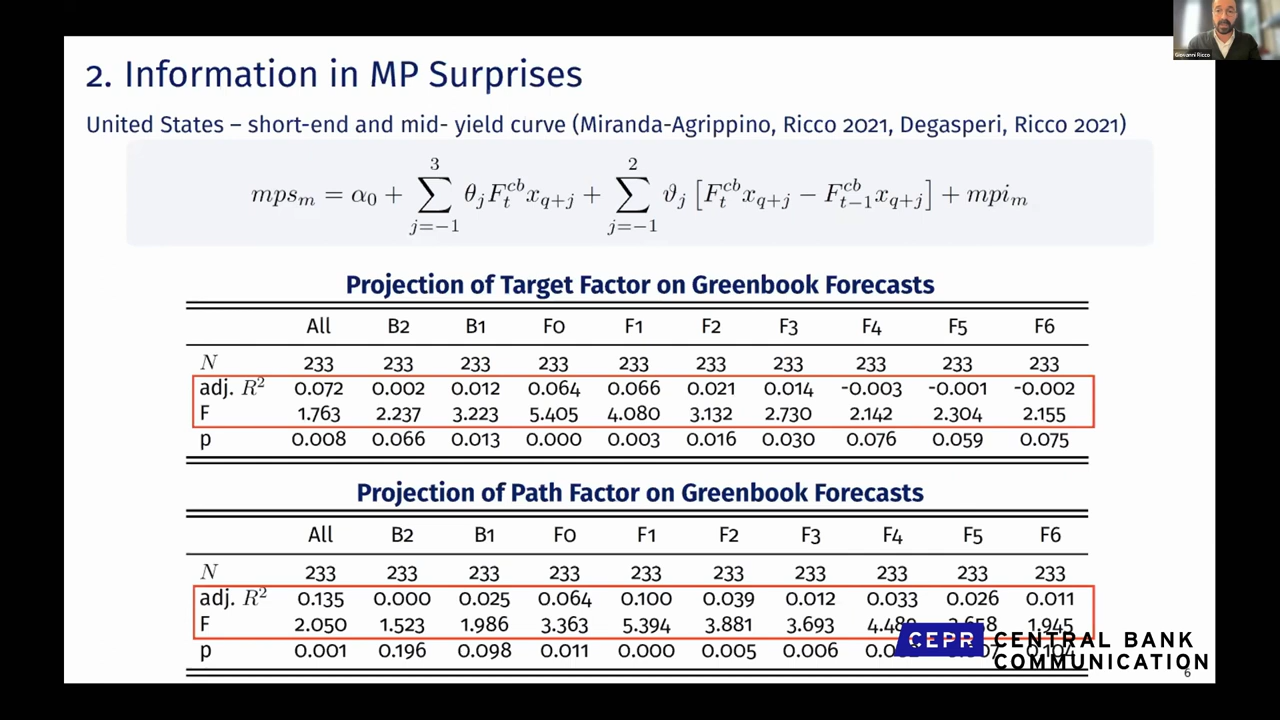 Giovanni Ricco
2. Information in MP Surprises
United States – short-end and mid- yield curve (Miranda-Agrippino, Ricco 2021, Degasperi, Ricco 2021)
mps_m = α_0 + ∑_{j=−1}^{3} θ_j F_t^{cb} x_{q+j} + ∑_{j=−1}^{2} ϑ_j [F_t^{cb} x_{q+j} − F_{t−1}^{cb} x_{q+j}] + mpi_m
Projection of Target Factor on Greenbook Forecasts
All B2 B1 F0 F1 F2 F3 F4 F5 F6
N 233 233 233 233 233 233 233 233 233 233
adj. R² 0.072 0.002 0.012 0.064 0.066 0.021 0.014 -0.003 -0.001 -0.002
F 1.763 2.237 3.223 5.405 4.080 3.132 2.730 2.142 2.304 2.155
p 0.008 0.066 0.013 0.000 0.003 0.016 0.030 0.076 0.059 0.075
Projection of Path Factor on Greenbook Forecasts
All B2 B1 F0 F1 F2 F3 F4 F5 F6
N 233 233 233 233 233 233 233 233 233 233
adj. R² 0.135 0.000 0.025 0.064 0.100 0.039 0.012 0.033 0.026 0.011
F 2.050 1.523 1.986 3.363 5.394 3.881 3.693 1.945
p 0.001 0.196 0.098 0.011 0.000 0.005 0.006
CEPR CENTRAL BANK
COMMUNICATION
6